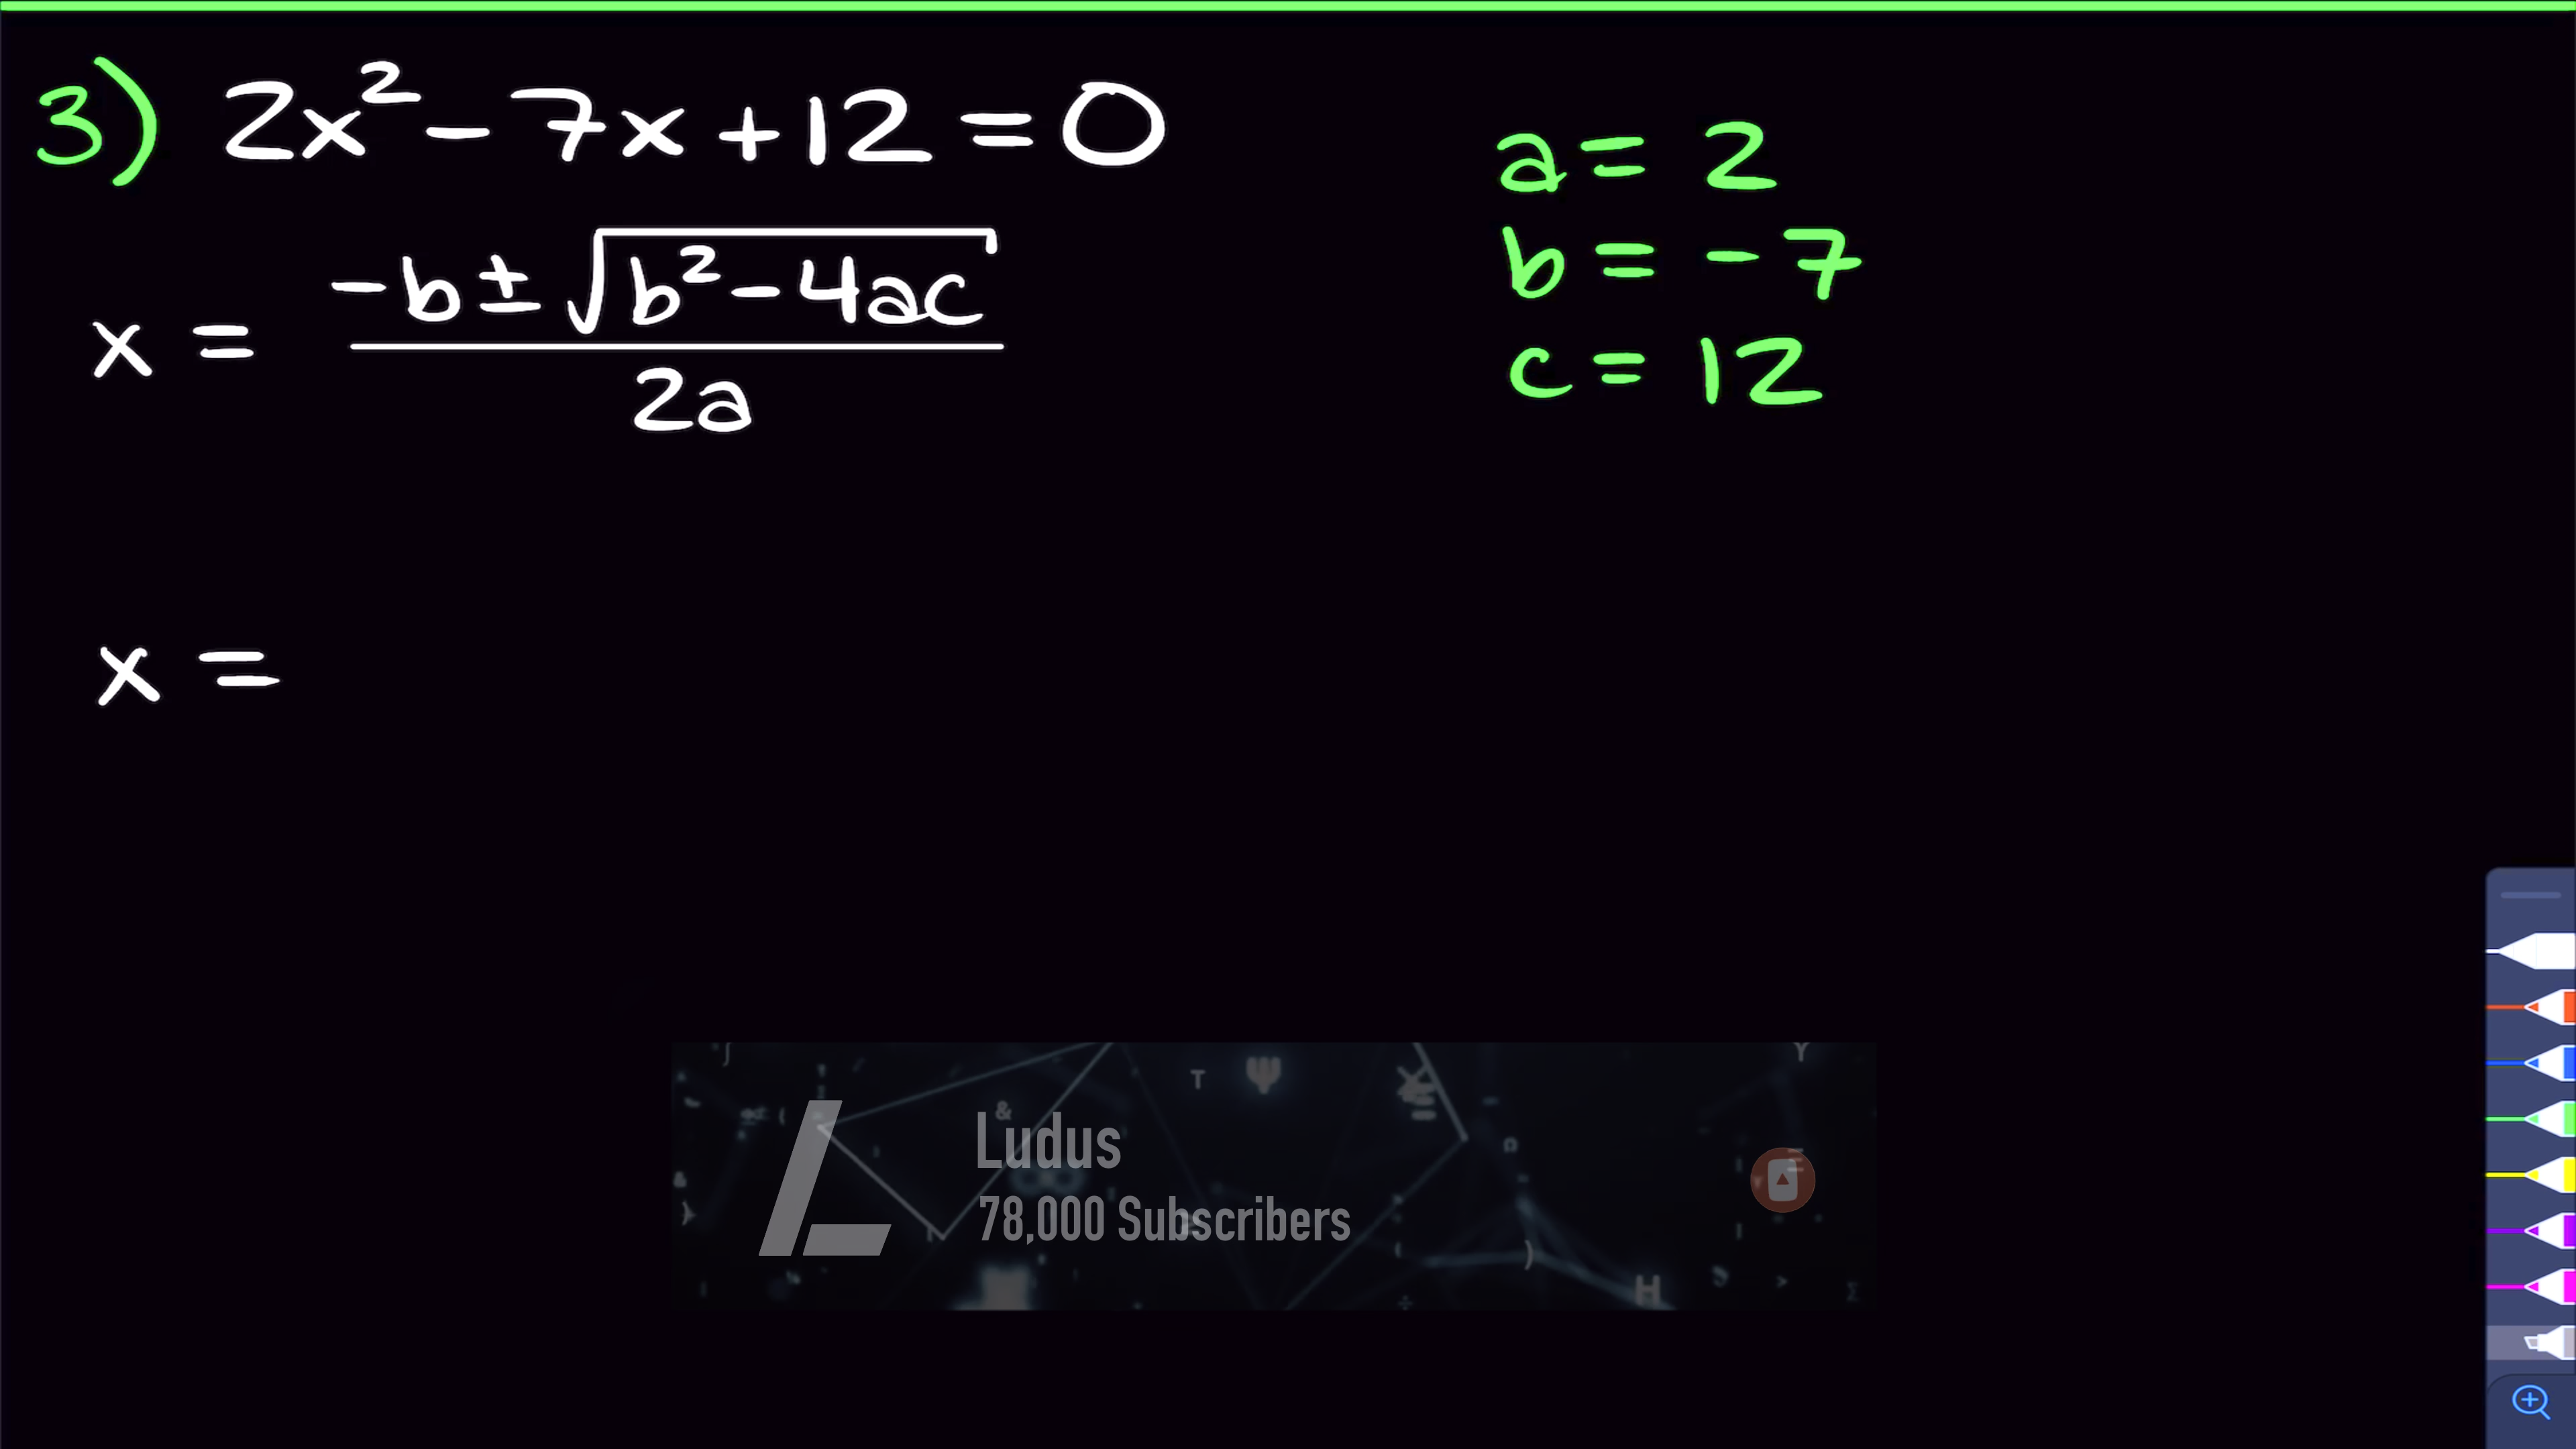 3) 2x² - 7x + 12 = 0
x = (-b ± √(b² - 4ac)) / 2a
a = 2
b = -7
c = 12
x =
Ludus
78,000 Subscribers